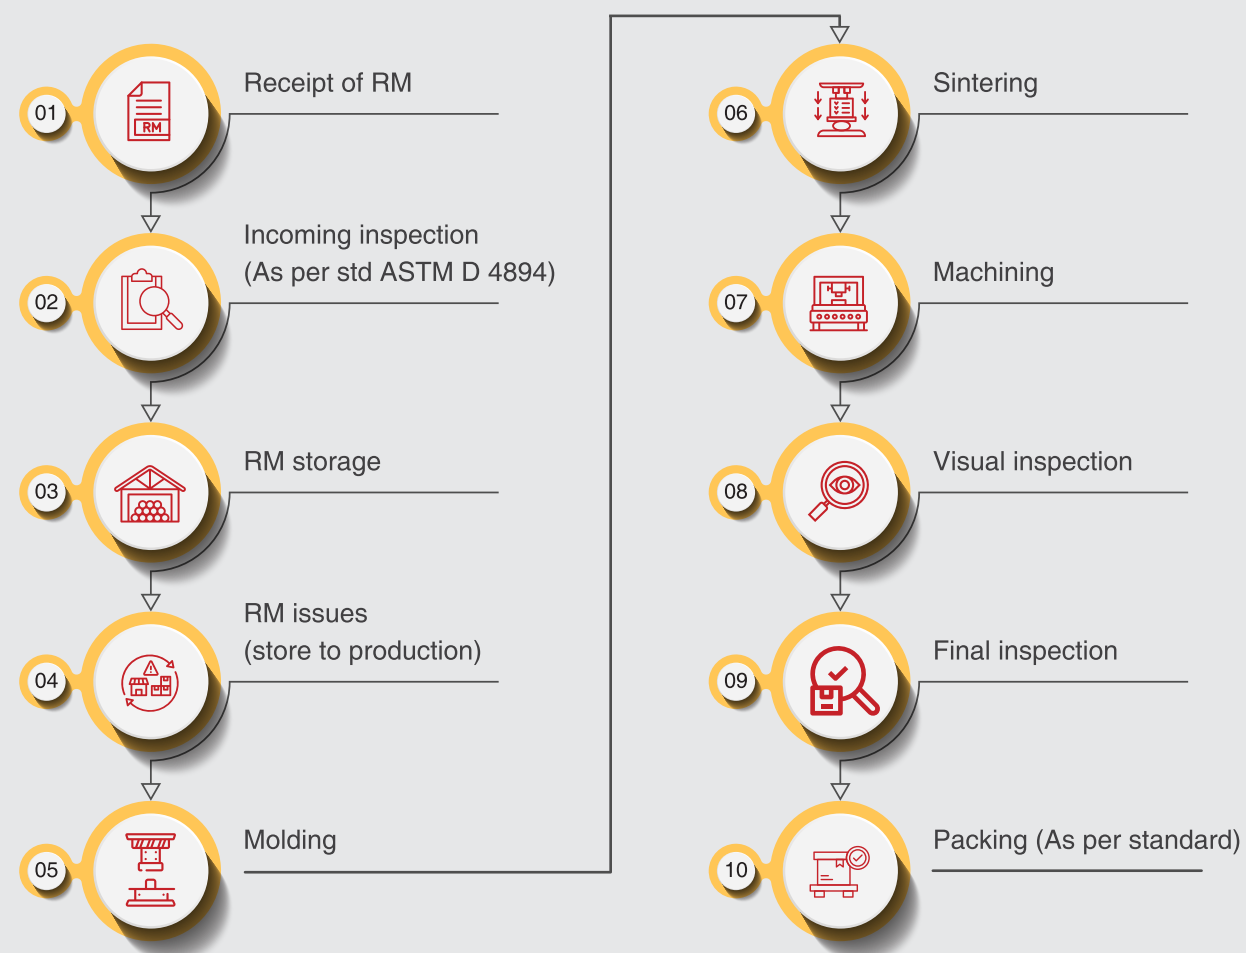 01
RM
Receipt of RM
02
Incoming inspection
(As per std ASTM D 4894)
03
RM storage
04
RM issues
(store to production)
05
Molding
06
Sintering
07
Machining
08
Visual inspection
09
Final inspection
10
Packing (As per standard)